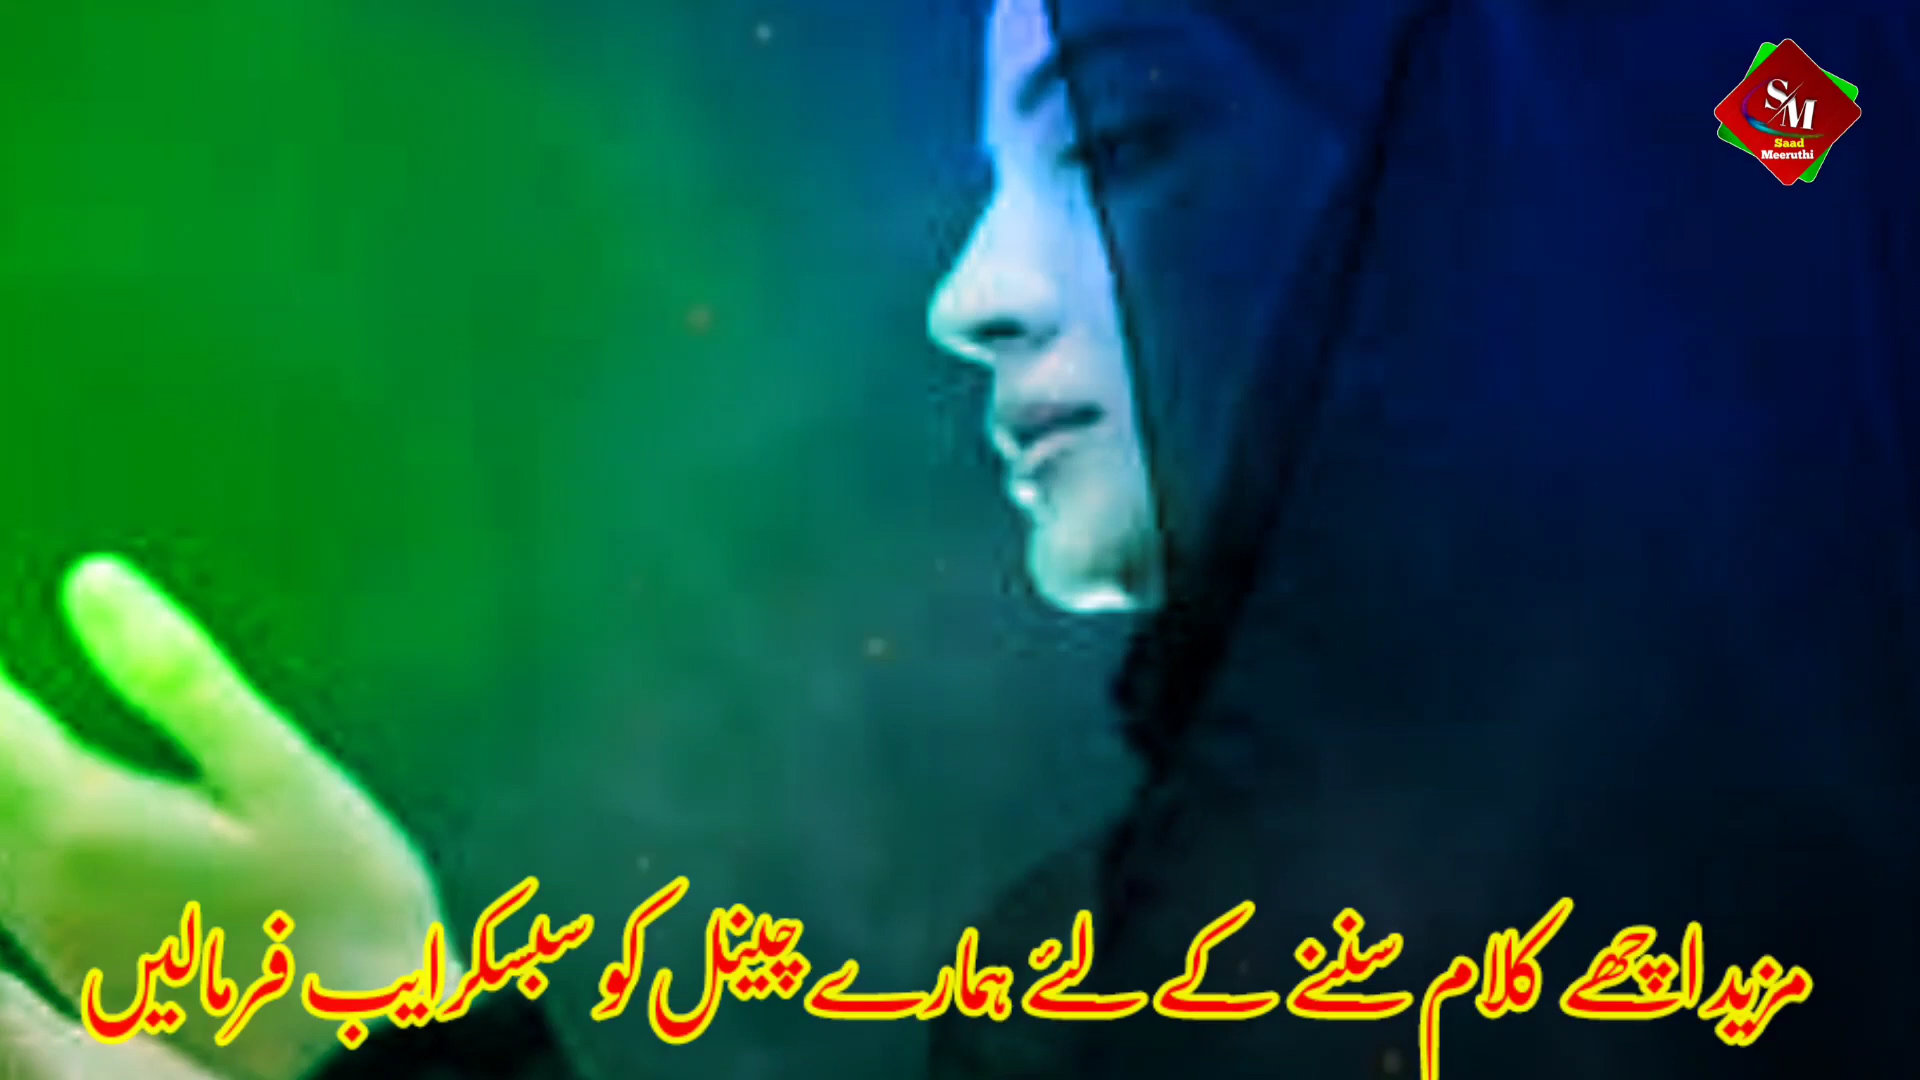 SM
Saad
Meeruthi
مزید اچھے کلام سننے کے لئے ہمارے چینل کو سبسکرایب فرمالیں